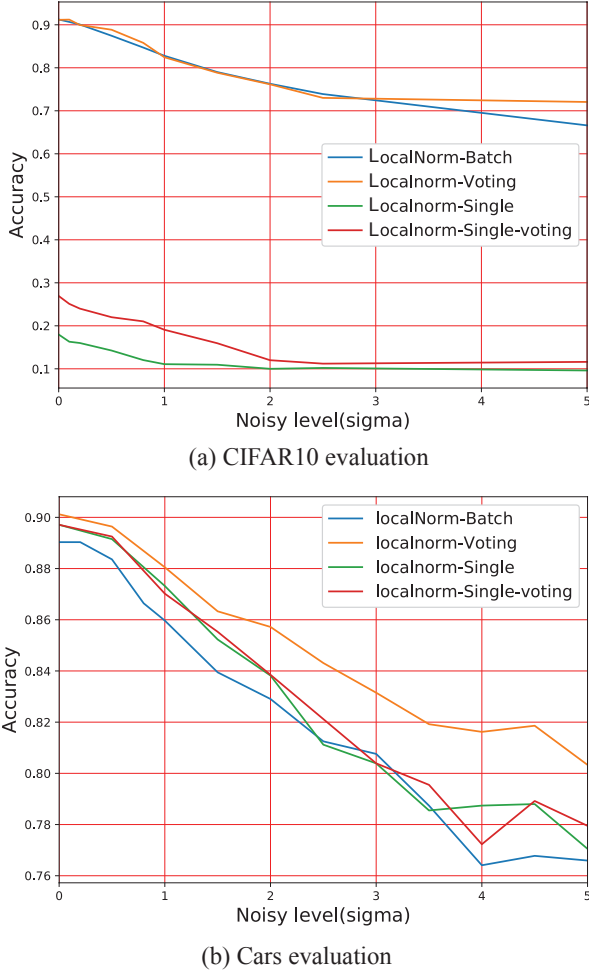 0.9
0.8
0.7
0.6
0.5
0.4
0.3
0.2
0.1
Accuracy
LocalNorm-Batch
Localnorm-Voting
Localnorm-Single
Localnorm-Single-voting
0 1 2 3 4 5
Noisy level(sigma)
(a) CIFAR10 evaluation
0.90
0.88
0.86
0.84
0.82
0.80
0.78
0.76
Accuracy
localNorm-Batch
localnorm-Voting
localnorm-Single
localnorm-Single-voting
0 1 2 3 4 5
Noisy level(sigma)
(b) Cars evaluation